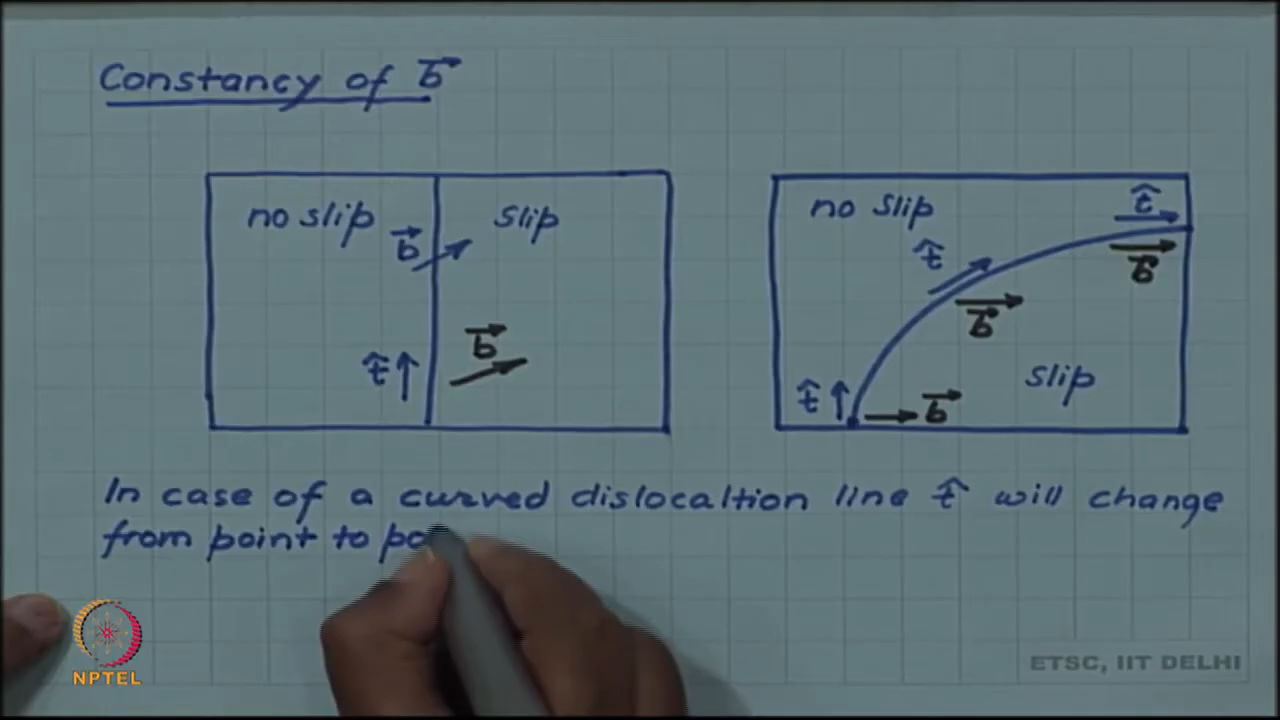 Constancy of b⃗
no slip
slip
b⃗
b⃗
t̂
no slip
t̂
t̂
b⃗
b⃗
slip
t̂
b⃗
In case of a curved dislocaltion line t̂ will change
from point to po
NPTEL
ETSC, IIT DELHI